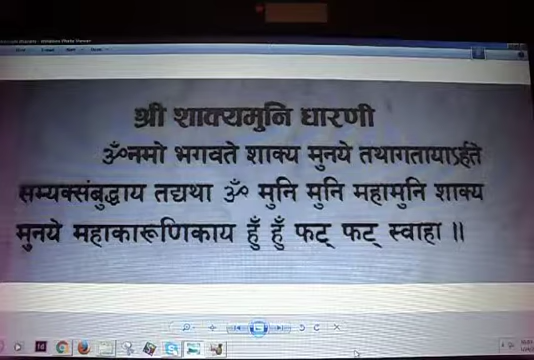 श्री शाक्यमुनि धारणी
ॐनमो भगवते शाक्य मुनये तथागतायाऽर्हते
सम्यक्संबुद्धाय तद्यथा ॐ मुनि मुनि महामुनि शाक्य
मुनये महाकारूणिकाय हुँ हुँ फट् फट् स्वाहा ॥